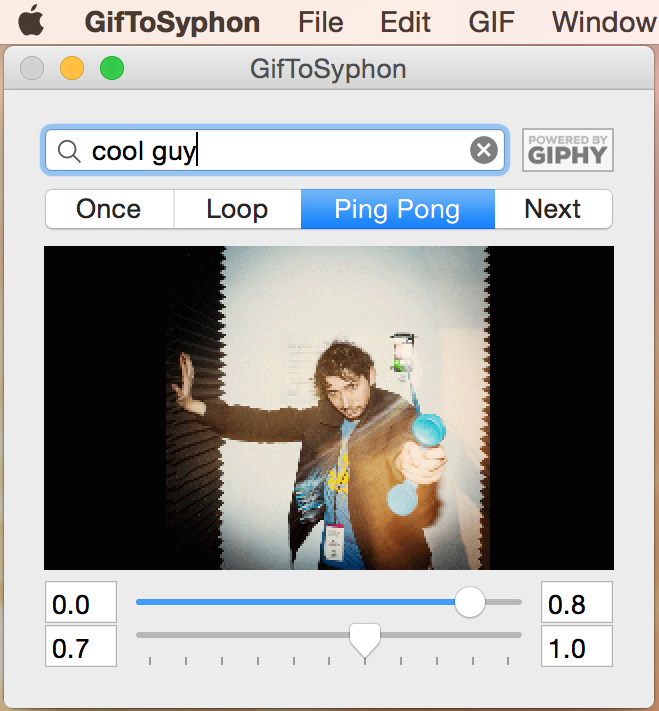 GifToSyphon File Edit GIF Window
GifToSyphon
cool guy
POWERED BY
GIPHY
Once Loop Ping Pong Next
0.0 0.8
0.7 1.0